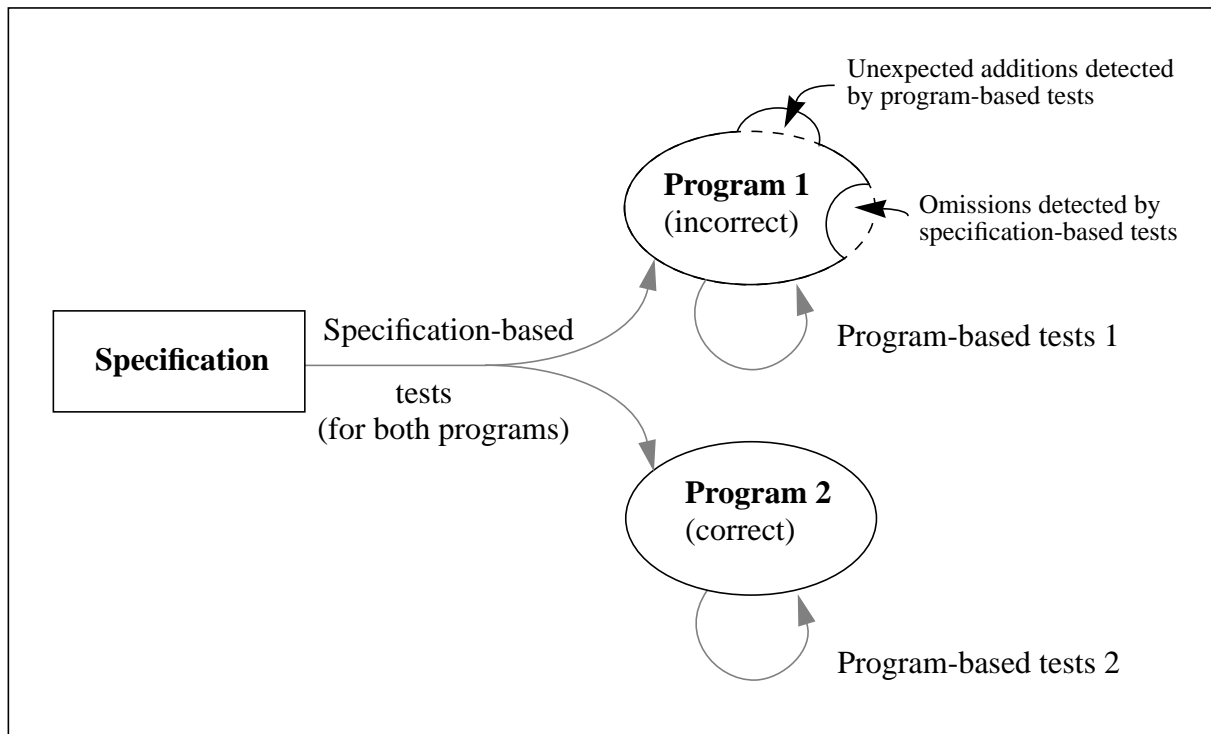 Unexpected additions detected
by program-based tests
Program 1
(incorrect)
Omissions detected by
specification-based tests
Specification-based
Program-based tests 1
Specification
tests
(for both programs)
Program 2
(correct)
Program-based tests 2